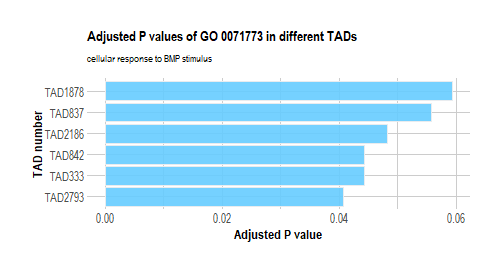 Adjusted P values of GO 0071773 in different TADs
cellular response to BMP stimulus
TAD number
TAD1878
TAD837
TAD2186
TAD842
TAD333
TAD2793
0.00 0.02 0.04 0.06
Adjusted P value